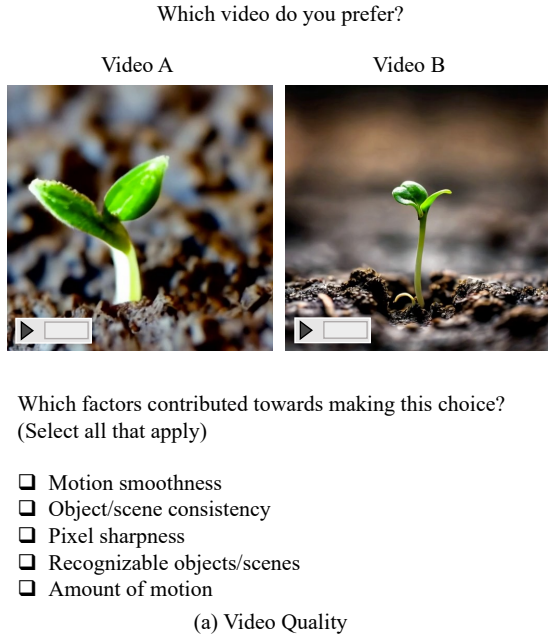 Which video do you prefer?
Video A
Video B
Which factors contributed towards making this choice?
(Select all that apply)
Motion smoothness
Object/scene consistency
Pixel sharpness
Recognizable objects/scenes
Amount of motion
(a) Video Quality